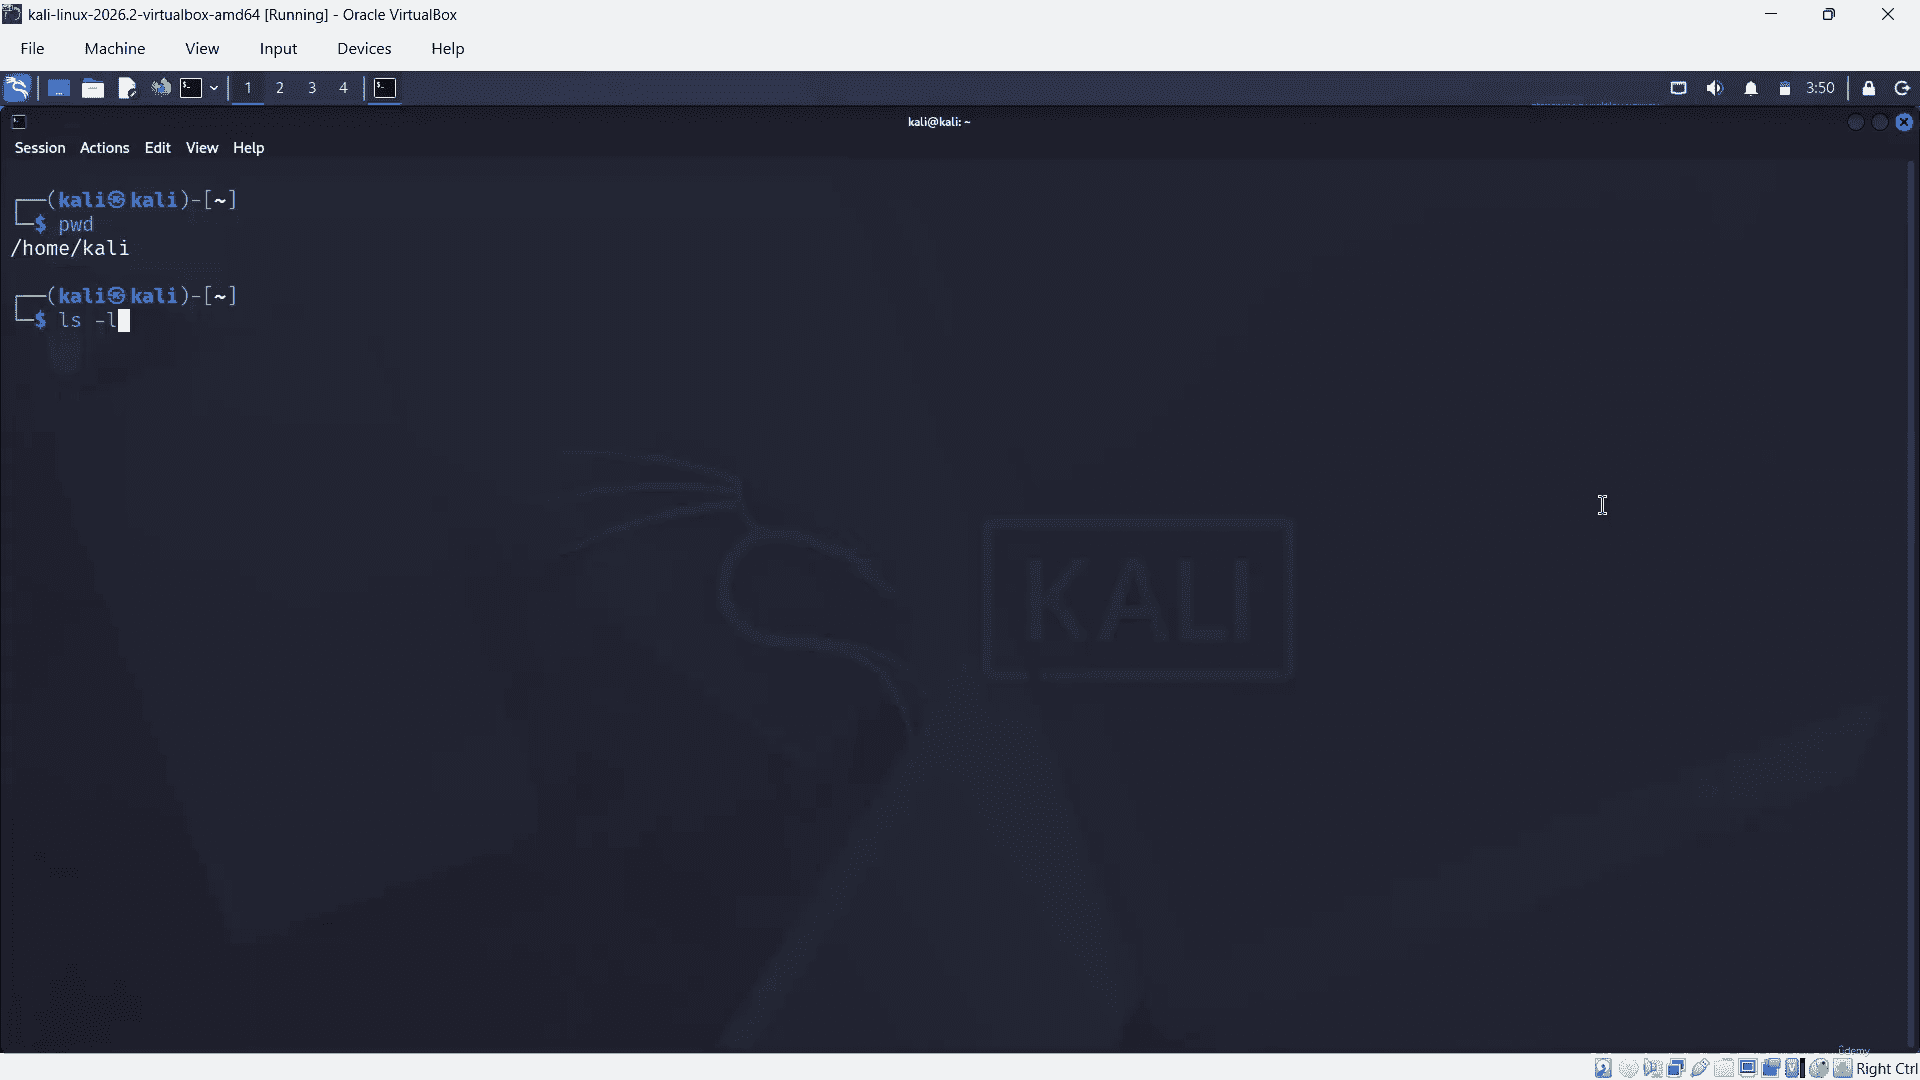 kali-linux-2026.2-virtualbox-amd64 [Running] - Oracle VirtualBox
File Machine View Input Devices Help
1 2 3 4 3:50
kali@kali: ~
Session Actions Edit View Help
┌──(kali㉿kali)-[~]
└─$ pwd
/home/kali
┌──(kali㉿kali)-[~]
└─$ ls -l
KALI
ûdemy
Right Ctrl